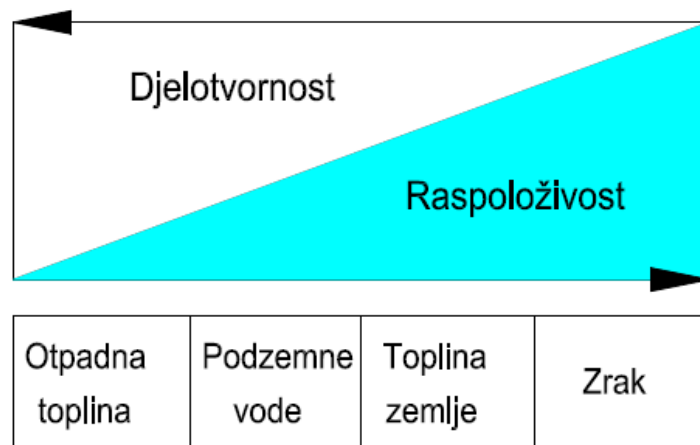 Djelotvornost
Raspoloživost
Otpadna
toplina
Podzemne
vode
Toplina
zemlje
Zrak